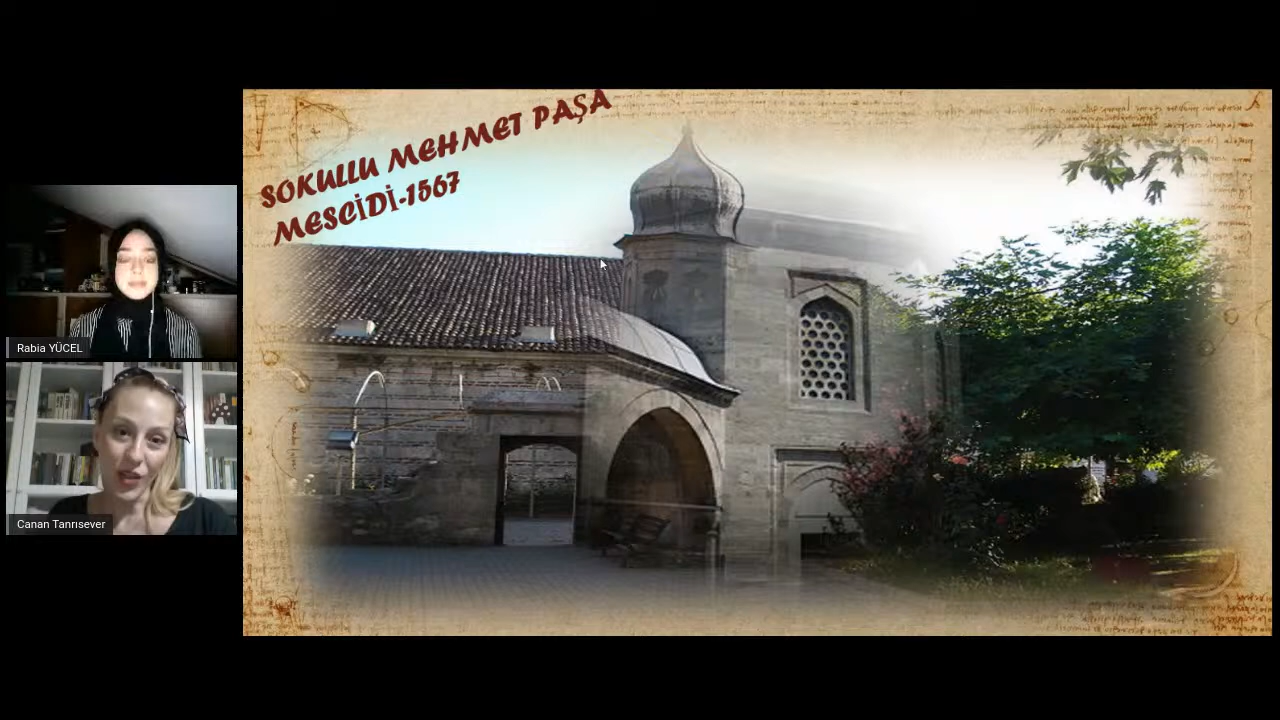 SOKULLU MEHMET PAŞA
MESCİDİ-1567
Rabia YÜCEL
Canan Tanrısever